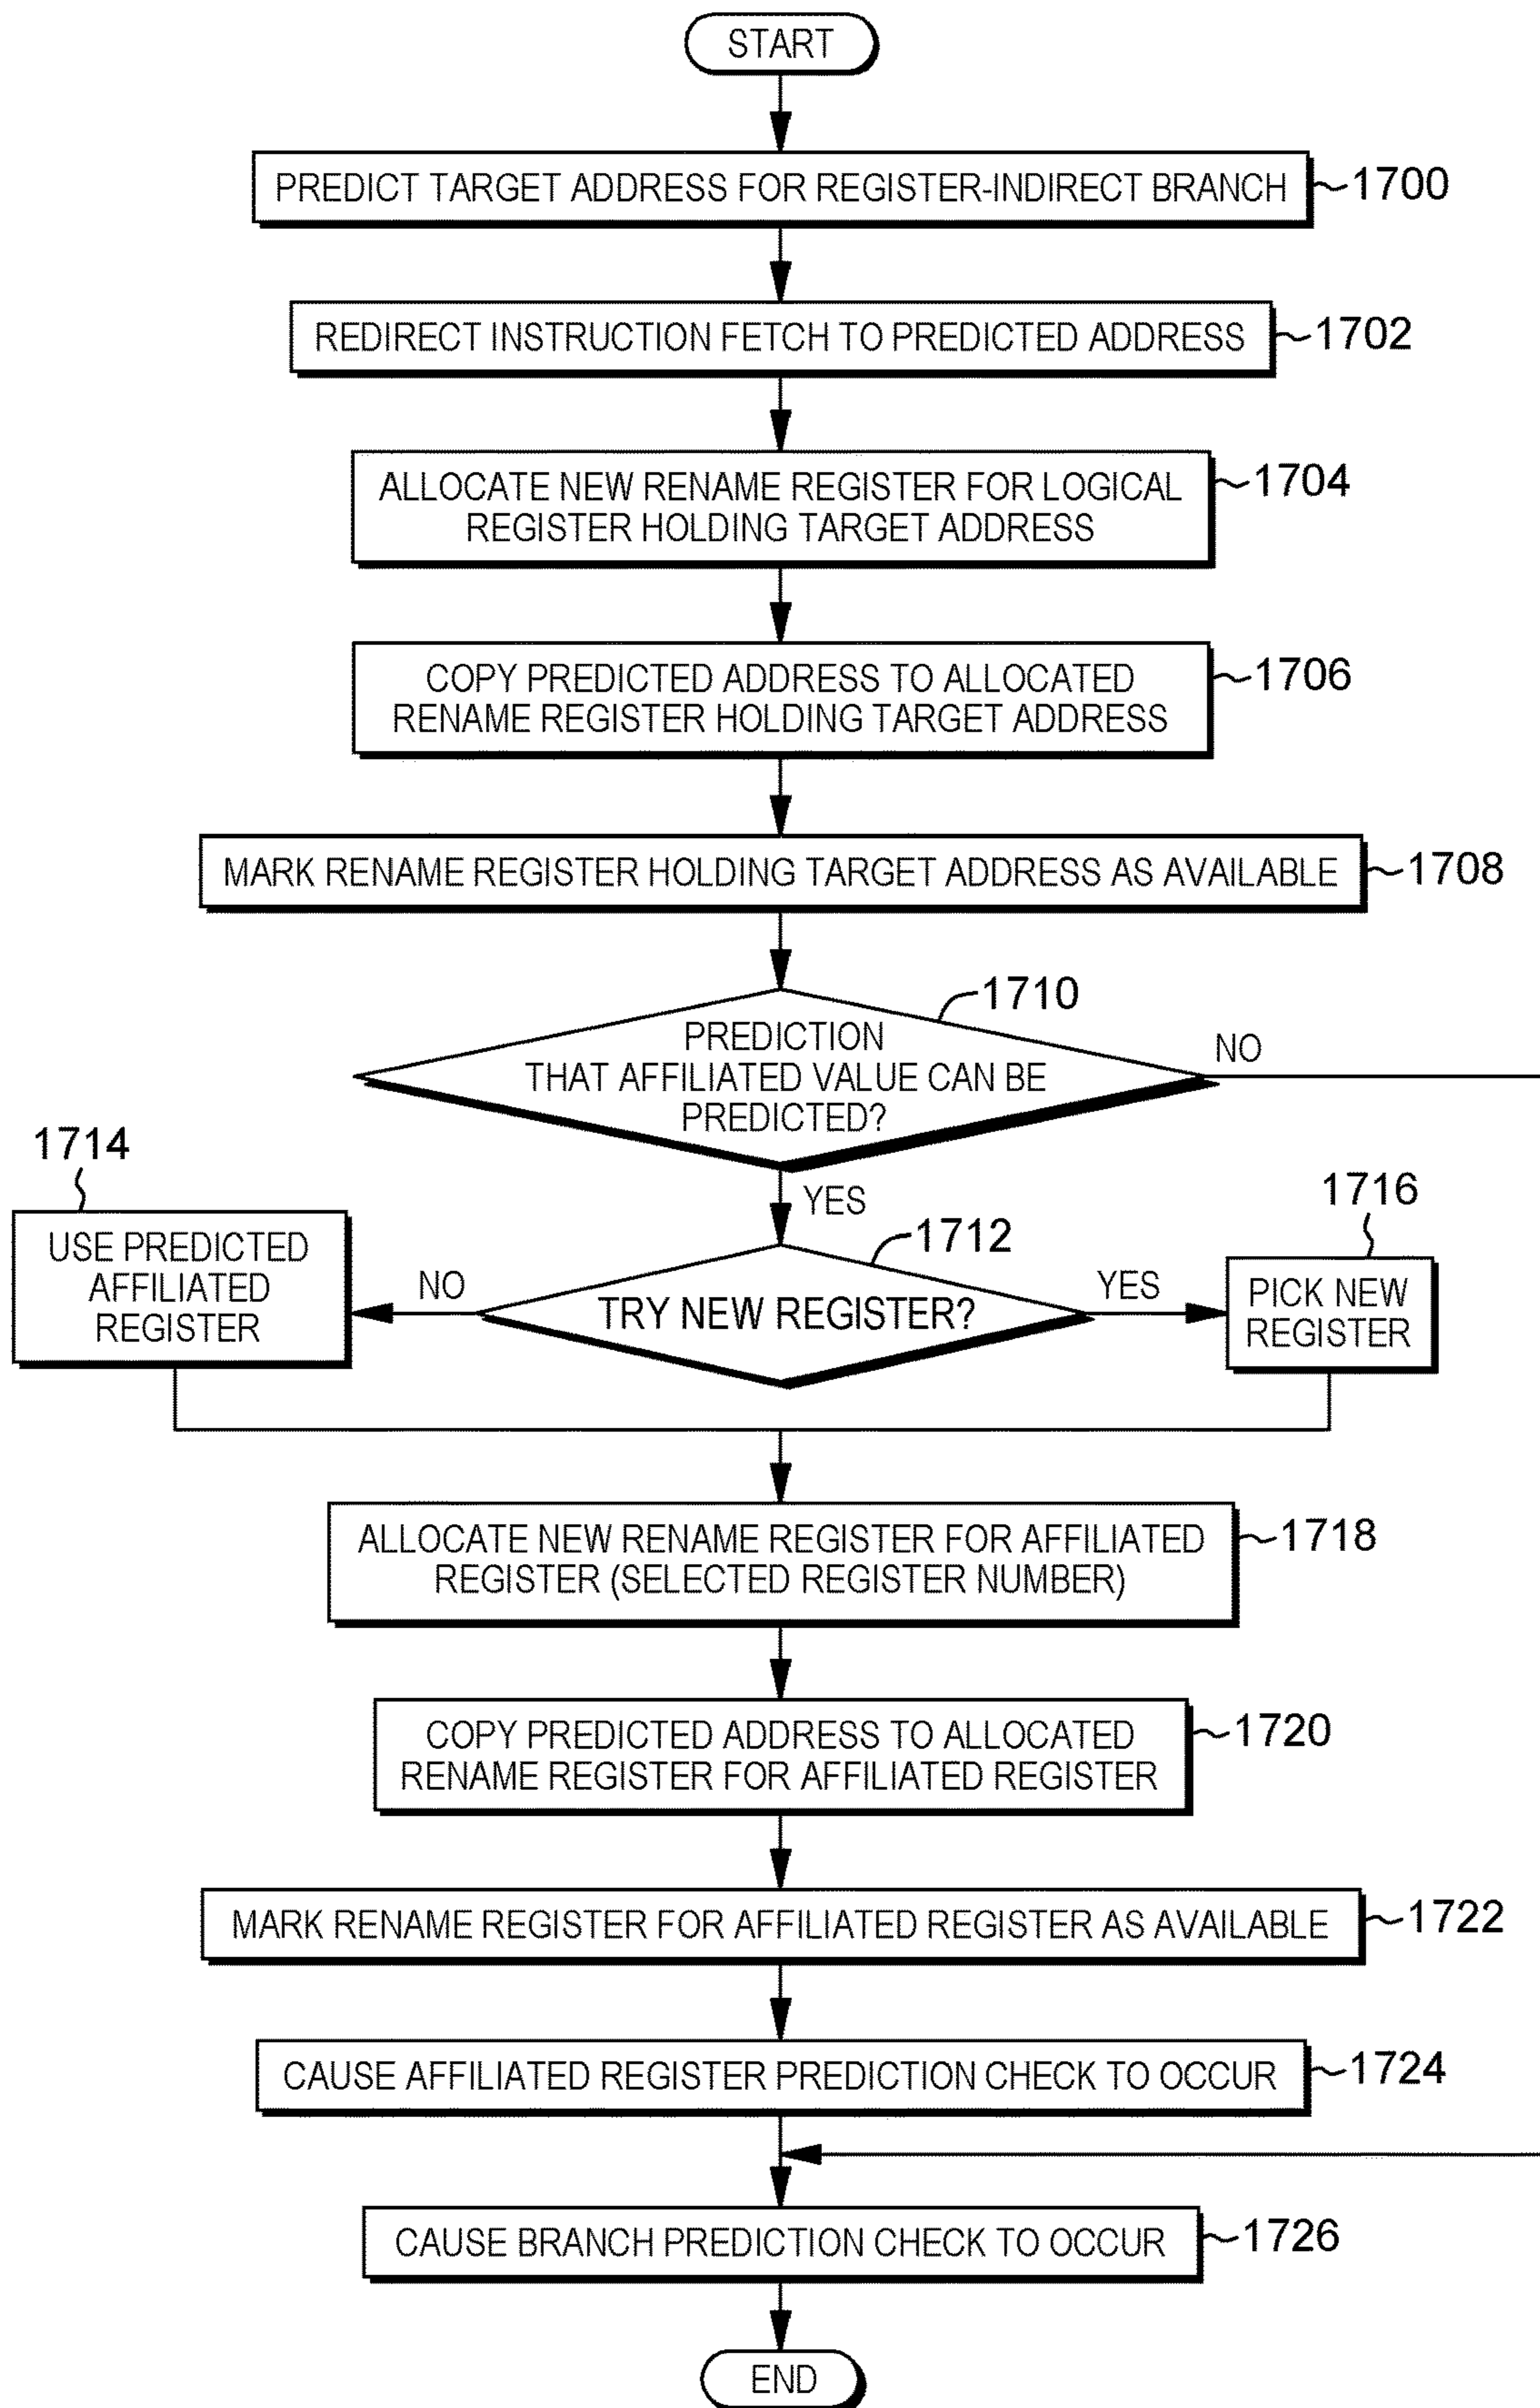 START
PREDICT TARGET ADDRESS FOR REGISTER-INDIRECT BRANCH
1700
REDIRECT INSTRUCTION FETCH TO PREDICTED ADDRESS
1702
ALLOCATE NEW RENAME REGISTER FOR LOGICAL
REGISTER HOLDING TARGET ADDRESS
1704
COPY PREDICTED ADDRESS TO ALLOCATED
RENAME REGISTER HOLDING TARGET ADDRESS
1706
MARK RENAME REGISTER HOLDING TARGET ADDRESS AS AVAILABLE
1708
1710
PREDICTION
THAT AFFILIATED VALUE CAN BE
PREDICTED?
NO
YES
1714
USE PREDICTED
AFFILIATED
REGISTER
NO
1712
TRY NEW REGISTER?
YES
1716
PICK NEW
REGISTER
ALLOCATE NEW RENAME REGISTER FOR AFFILIATED
REGISTER (SELECTED REGISTER NUMBER)
1718
COPY PREDICTED ADDRESS TO ALLOCATED
RENAME REGISTER FOR AFFILIATED REGISTER
1720
MARK RENAME REGISTER FOR AFFILIATED REGISTER AS AVAILABLE
1722
CAUSE AFFILIATED REGISTER PREDICTION CHECK TO OCCUR
1724
CAUSE BRANCH PREDICTION CHECK TO OCCUR
1726
END